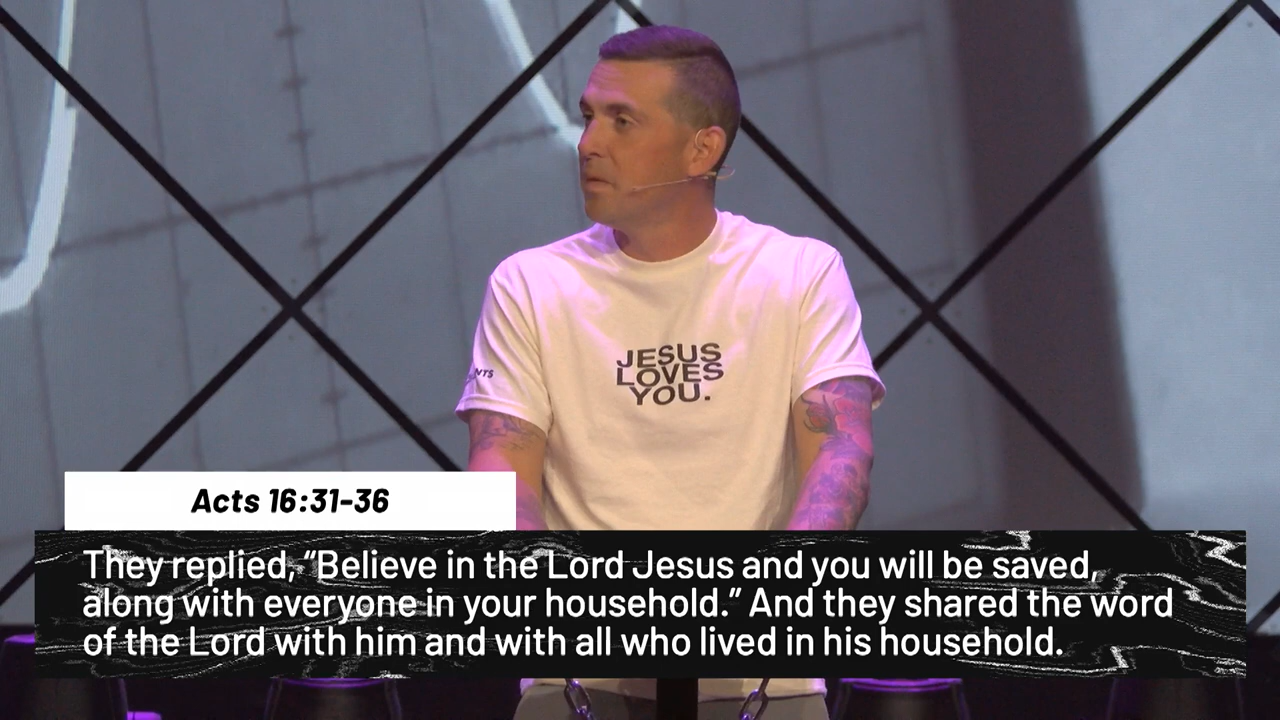 JESUS
LOVES
YOU.
Acts 16:31-36
They replied, “Believe in the Lord Jesus and you will be saved,
along with everyone in your household.” And they shared the word
of the Lord with him and with all who lived in his household.